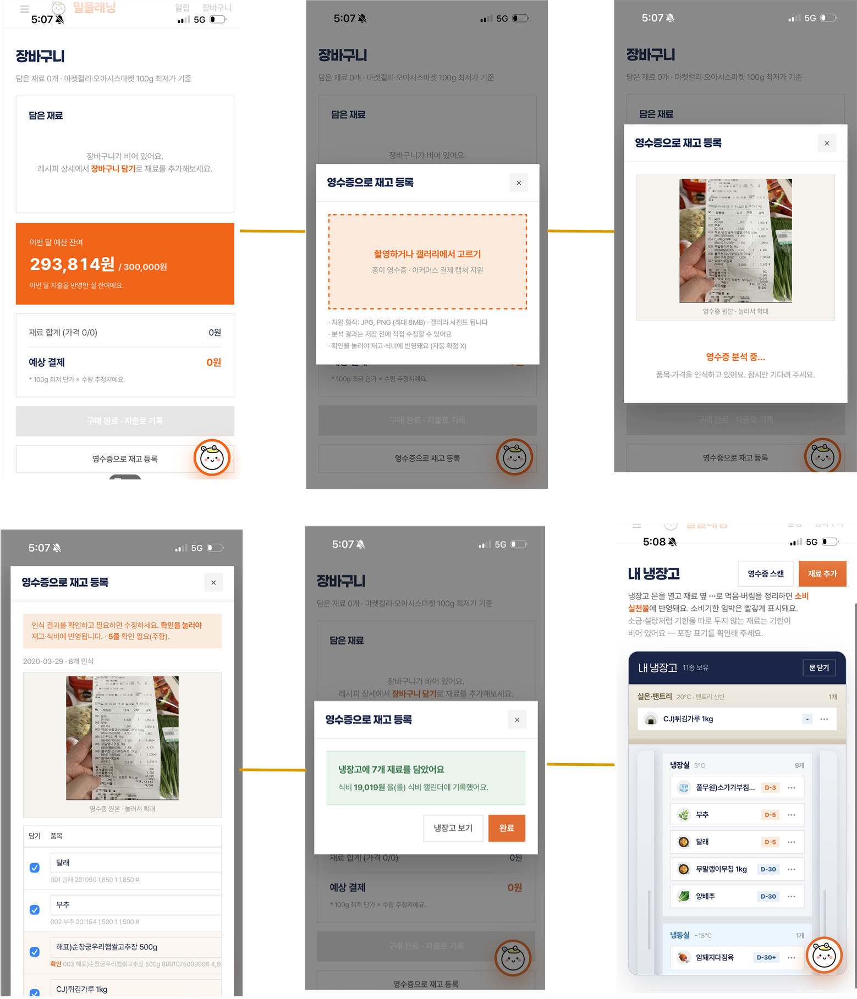 밀플래닝
알림 장바구니
5:07 5G
장바구니
담은 재료 0개 · 마켓컬리·오아시스마켓 100g 최저가 기준
담은 재료
장바구니가 비어 있어요.
레시피 상세에서 장바구니 담기로 재료를 추가해보세요.
이번 달 예산 잔여
293,814원 / 300,000원
이번 달 지출을 반영한 실 잔여예요.
재료 합계 (가격 0/0) 0원
예상 결제 0원
* 100g 최저 단가 × 수량 추정치예요.
구매 완료 · 지출로 기록
영수증으로 재고 등록
5:07 5G
장바구니
담은 재료 0개 · 마켓컬리·오아시스마켓 100g 최저가 기준
담은 재료
장바구니가 비어 있어요.
영수증으로 재고 등록 ×
촬영하거나 갤러리에서 고르기
종이 영수증 · 이커머스 결제 캡처 지원
· 지원 형식: JPG, PNG (최대 8MB) · 갤러리 사진도 됩니다
· 분석 결과는 저장 전에 직접 수정할 수 있어요
· 확인을 눌러야 재고·식비에 반영돼요 (자동 확정 X)
* 100g 최저 단가 × 수량 추정치예요.
구매 완료 · 지출로 기록
영수증으로 재고 등록
5:07 5G
장바구니
담은 재료 0개 · 마켓컬리·오아시스마켓 100g 최저가 기준
담은 재료
영수증으로 재고 등록 ×
영수증 원본 · 눌러서 확대
영수증 분석 중...
품목·가격을 인식하고 있어요. 잠시만 기다려 주세요.
구매 완료 · 지출로 기록
영수증으로 재고 등록
5:07 5G
영수증으로 재고 등록 ×
인식 결과를 확인하고 필요하면 수정하세요. 확인을 눌러야
재고·식비에 반영됩니다. · 5줄 확인 필요(주황).
2020-03-29 · 8개 인식
영수증 원본 · 눌러서 확대
담기 품목
달래
001 달래 201090 1,850 1 1,850 #
부추
002 부추 201154 1,500 1 1,500 #
해표)순창궁우리햅쌀고추장 500g
확인 003 해표)순창궁우리햅쌀고추장 500g 8801075009996 4,80
CJ)튀김가루 1kg
5:07 5G
장바구니
담은 재료 0개 · 마켓컬리·오아시스마켓 100g 최저가 기준
담은 재료
장바구니가 비어 있어요.
레시피 상세에서 장바구니 담기로 재료를 추가해보세요.
영수증으로 재고 등록 ×
냉장고에 7개 재료를 담았어요
식비 19,019원 을(를) 식비 캘린더에 기록했어요.
냉장고 보기 완료
재료 합계 (가격 0/0) 0원
예상 결제 0원
* 100g 최저 단가 × 수량 추정치예요.
구매 완료 · 지출로 기록
영수증으로 재고 등록
5:08 5G
내 냉장고 영수증 스캔 재료 추가
냉장고 문을 열고 재료 옆 ···로 먹음·버림을 정리하면 소비
실천율에 반영돼요. 소비기한 임박은 빨갛게 표시돼요.
소금·설탕처럼 기한을 따로 두지 않는 재료는 기한이
비어 있어요 — 포장 표기를 확인해 주세요.
내 냉장고 11종 보유 문 닫기
실온·팬트리 20°C · 팬트리 선반 1개
CJ)튀김가루 1kg - ···
냉장실 3°C 9개
풀무원)소가가부침... D-3 ···
부추 D-5 ···
달래 D-5 ···
무말랭이무침 1kg D-30 ···
양배추 D-30 ···
냉동실 −18°C 1개
암돼지다짐육 D-30+ ···